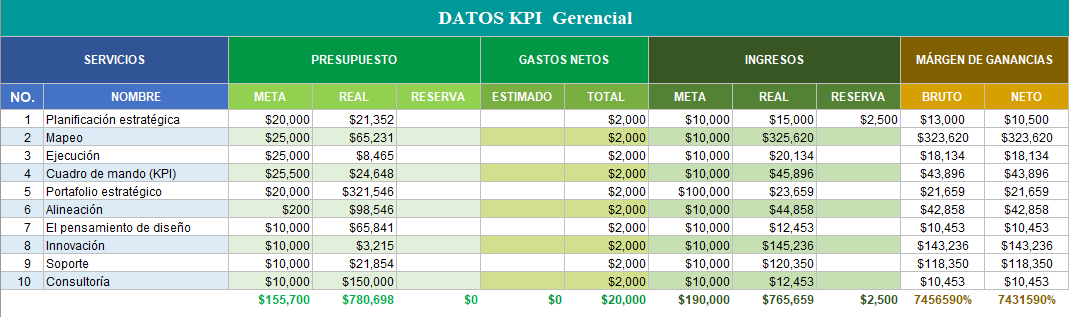 DATOS KPI Gerencial
SERVICIOS PRESUPUESTO GASTOS NETOS INGRESOS MÁRGEN DE GANANCIAS
NO. NOMBRE META REAL RESERVA ESTIMADO TOTAL META REAL RESERVA BRUTO NETO
1 Planificación estratégica $20,000 $21,352 $2,000 $10,000 $15,000 $2,500 $13,000 $10,500
2 Mapeo $25,000 $65,231 $2,000 $10,000 $325,620 $323,620 $323,620
3 Ejecución $25,000 $8,465 $2,000 $10,000 $20,134 $18,134 $18,134
4 Cuadro de mando (KPI) $25,500 $24,648 $2,000 $10,000 $45,896 $43,896 $43,896
5 Portafolio estratégico $20,000 $321,546 $2,000 $100,000 $23,659 $21,659 $21,659
6 Alineación $200 $98,546 $2,000 $10,000 $44,858 $42,858 $42,858
7 El pensamiento de diseño $10,000 $65,841 $2,000 $10,000 $12,453 $10,453 $10,453
8 Innovación $10,000 $3,215 $2,000 $10,000 $145,236 $143,236 $143,236
9 Soporte $10,000 $21,854 $2,000 $10,000 $120,350 $118,350 $118,350
10 Consultoría $10,000 $150,000 $2,000 $10,000 $12,453 $10,453 $10,453
$155,700 $780,698 $0 $0 $20,000 $190,000 $765,659 $2,500 7456590% 7431590%